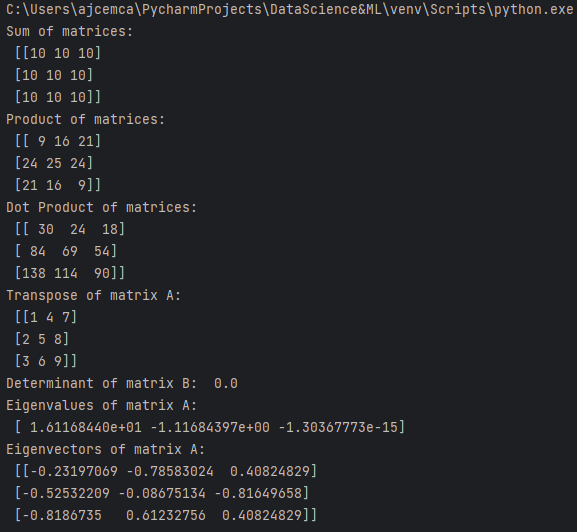 C:\Users\ajcemca\PycharmProjects\DataScience&ML\venv\Scripts\python.exe
Sum of matrices:
 [[10 10 10]
 [10 10 10]
 [10 10 10]]
Product of matrices:
 [[ 9 16 21]
 [24 25 24]
 [21 16  9]]
Dot Product of matrices:
 [[ 30  24  18]
 [ 84  69  54]
 [138 114  90]]
Transpose of matrix A:
 [[1 4 7]
 [2 5 8]
 [3 6 9]]
Determinant of matrix B:  0.0
Eigenvalues of matrix A:
 [ 1.61168440e+01 -1.11684397e+00 -1.30367773e-15]
Eigenvectors of matrix A:
 [[-0.23197069 -0.78583024  0.40824829]
 [-0.52532209 -0.08675134 -0.81649658]
 [-0.8186735   0.61232756  0.40824829]]